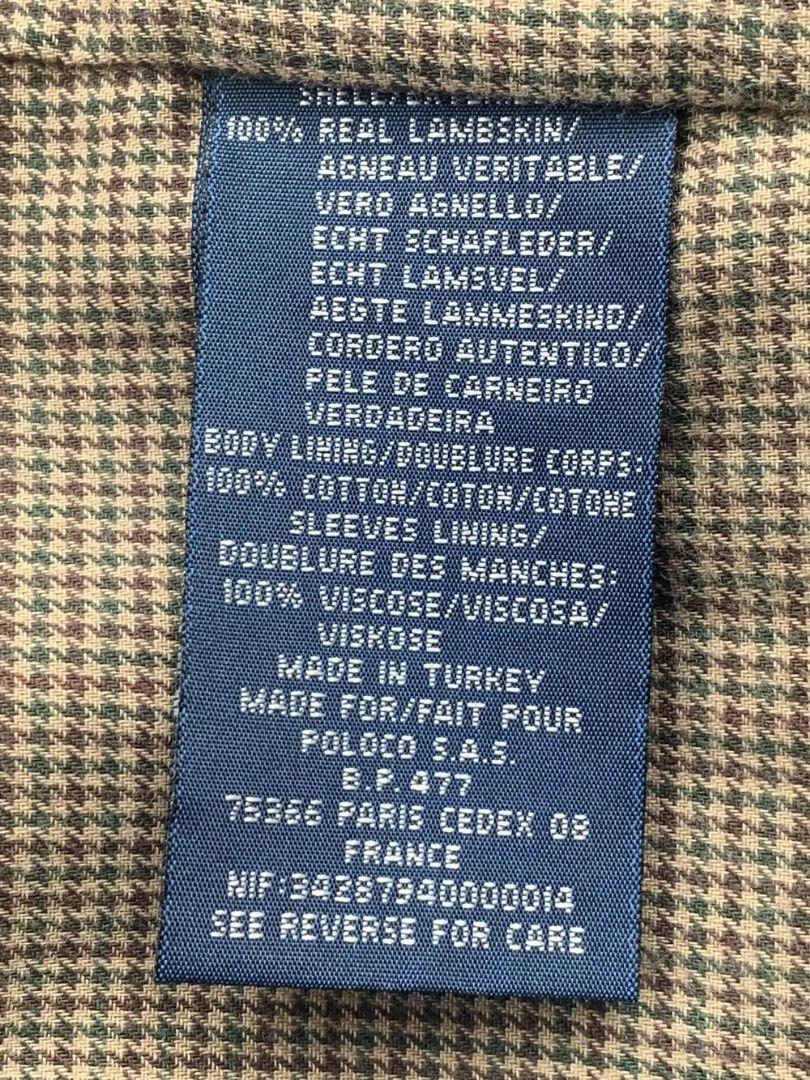 100% REAL LAMBSKIN/
AGNEAU VERITABLE/
VERO AGNELLO/
ECHT SCHAFLEDER/
ECHT LAMSVEL/
AEGTE LAMMESKIND/
CORDERO AUTENTICO/
PELE DE CARNEIRO
VERDADEIRA
BODY LINING/DOUBLURE CORPS:
100% COTTON/COTON/COTONE
SLEEVES LINING/
DOUBLURE DES MANCHES:
100% VISCOSE/VISCOSA/
VISKOSE
MADE IN TURKEY
MADE FOR/FAIT POUR
POLOCO S.A.S.
B.P. 477
75366 PARIS CEDEX 08
FRANCE
NIF:34287940000014
SEE REVERSE FOR CARE